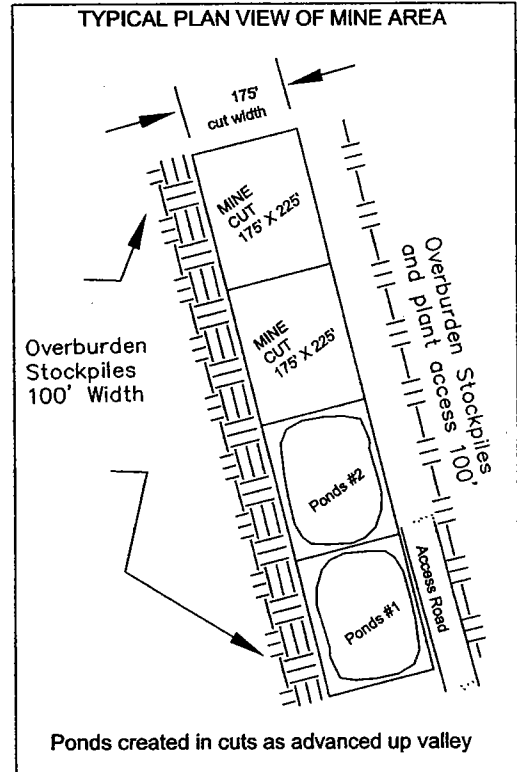 TYPICAL PLAN VIEW OF MINE AREA
175'
cut width
MINE
CUT
175' X 225'
MINE
CUT
175' X 225'
Overburden Stockpiles
and plant access 100'
Overburden
Stockpiles
100' Width
Ponds #2
Ponds #1
Access Road
Ponds created in cuts as advanced up valley